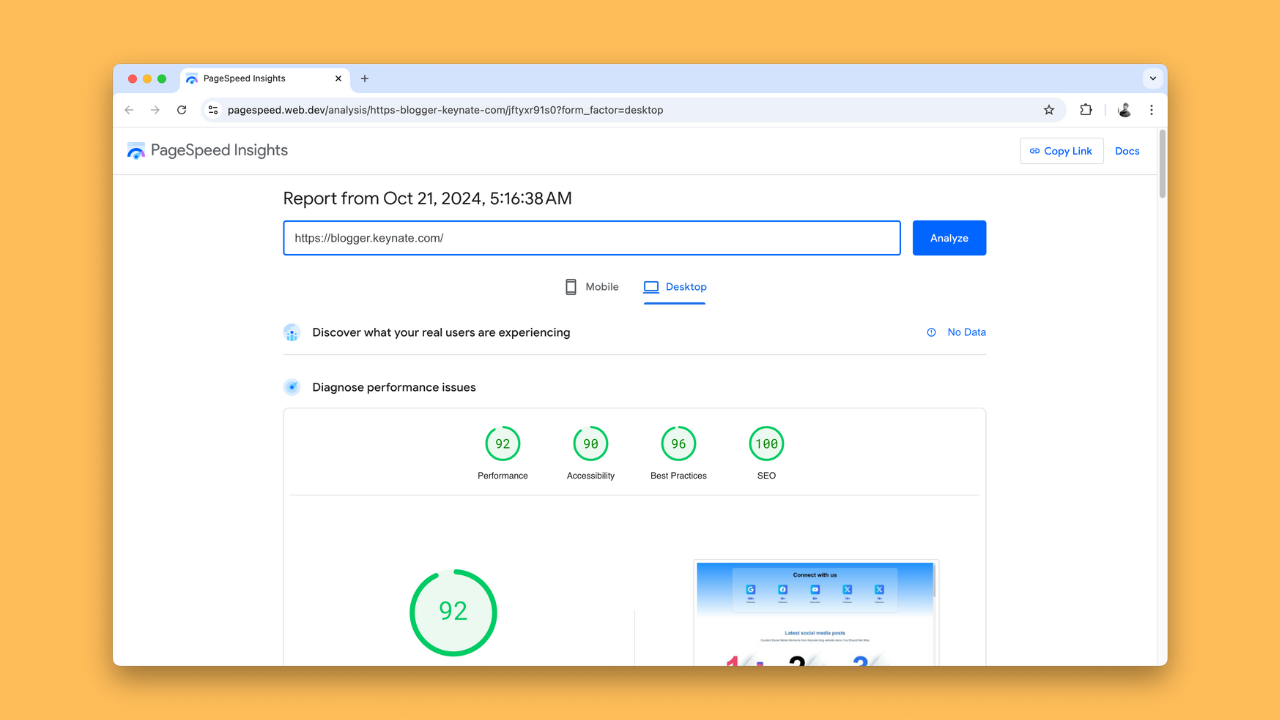 PageSpeed Insights
pagespeed.web.dev/analysis/https-blogger-keynate-com/jftyxr91s0?form_factor=desktop
PageSpeed Insights
Copy Link
Docs
Report from Oct 21, 2024, 5:16:38 AM
https://blogger.keynate.com/
Analyze
Mobile
Desktop
Discover what your real users are experiencing
No Data
Diagnose performance issues
92
90
96
100
Performance
Accessibility
Best Practices
SEO
92
Connect with us
Latest social media posts